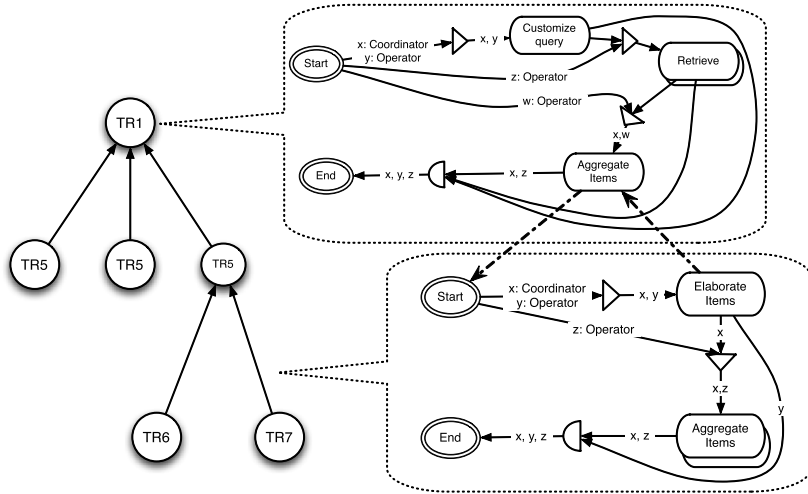 x: Coordinator
y: Operator
x, y
Customize
query
Start
z: Operator
Retrieve
w: Operator
TR1
x,w
End
x, y, z
x, z
Aggregate
Items
TR5
TR5
TR5
Start
x: Coordinator
y: Operator
x, y
Elaborate
Items
z: Operator
x
x,z
y
TR6
TR7
End
x, y, z
x, z
Aggregate
Items